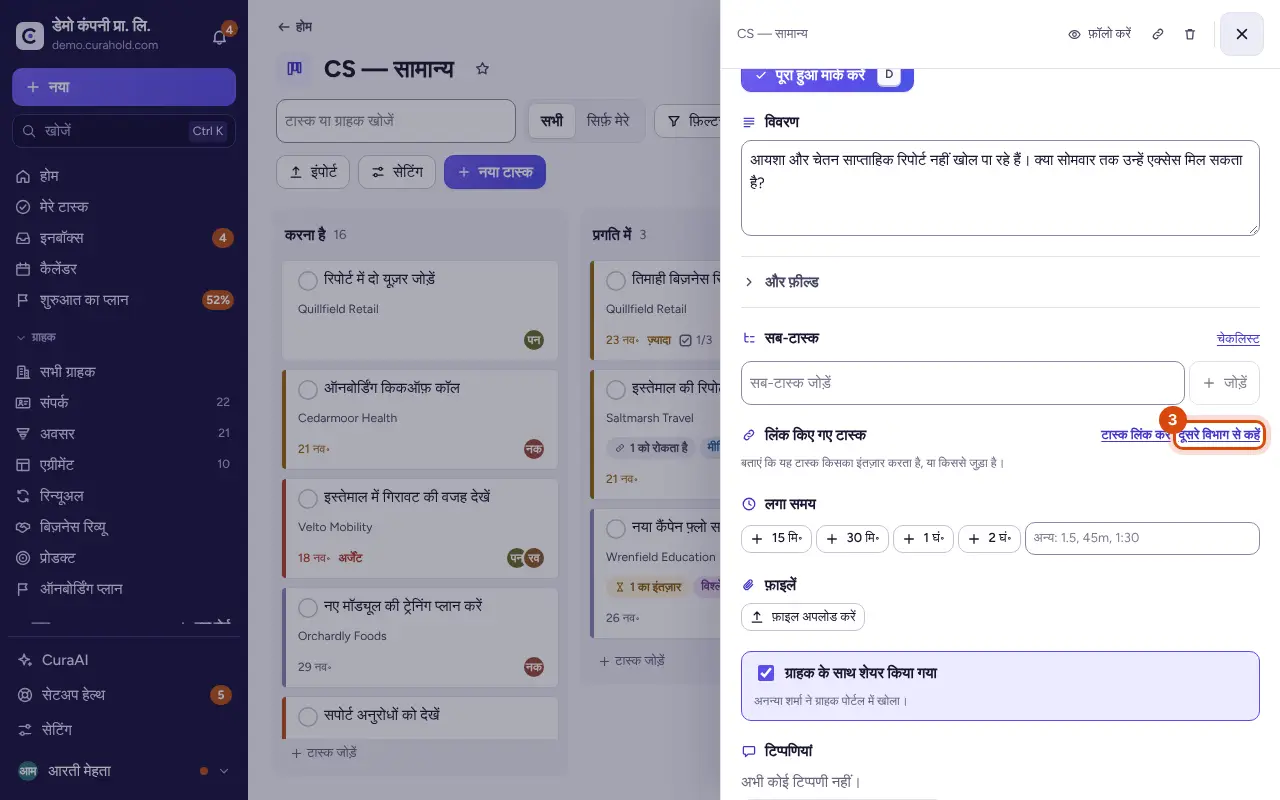 डेमो कंपनी प्रा. लि.
demo.curahold.com
4
नया
खोजें
Ctrl K
होम
मेरे टास्क
इनबॉक्स
4
कैलेंडर
शुरुआत का प्लान
52%
ग्राहक
सभी ग्राहक
संपर्क
22
अवसर
21
एग्रीमेंट
10
रिन्यूअल
बिज़नेस रिव्यू
प्रोडक्ट
ऑनबोर्डिंग प्लान
CuraAI
सेटअप हेल्थ
5
सेटिंग
आम
आरती मेहता
होम
CS — सामान्य
टास्क या ग्राहक खोजें
सभी
सिर्फ़ मेरे
इंपोर्ट
सेटिंग
नया टास्क
करना है
16
रिपोर्ट में दो यूज़र जोड़ें
Quillfield Retail
पन
ऑनबोर्डिंग किकऑफ़ कॉल
Cedarmoor Health
21 नव॰
नक
इस्तेमाल में गिरावट की वजह देखें
Velto Mobility
18 नव॰
अर्जेंट
पन
रव
नए मॉड्यूल की ट्रेनिंग प्लान करें
Orchardly Foods
29 नव॰
नक
सपोर्ट अनुरोधों को देखें
टास्क जोड़ें
प्रगति में
3
Quillfield Retail
23 नव॰
ज़्यादा
1/3
Saltmarsh Travel
1 को रोकता है
21 नव॰
Wrenfield Education
1 का इंतज़ार
26 नव॰
टास्क जोड़ें
CS — सामान्य
फ़ॉलो करें
पूरा हुआ मार्क करें
D
विवरण
आयशा और चेतन साप्ताहिक रिपोर्ट नहीं खोल पा रहे हैं। क्या सोमवार तक उन्हें एक्सेस मिल सकता
है?
और फ़ील्ड
सब-टास्क
चेकलिस्ट
सब-टास्क जोड़ें
जोड़ें
3
लिंक किए गए टास्क
टास्क लिंक करें
दूसरे विभाग से कहें
बताएं कि यह टास्क किसका इंतज़ार करता है, या किससे जुड़ा है।
लगा समय
15 मि॰
30 मि॰
1 घं॰
2 घं॰
अन्य: 1.5, 45m, 1:30
फ़ाइलें
फ़ाइल अपलोड करें
ग्राहक के साथ शेयर किया गया
अनन्या शर्मा ने ग्राहक पोर्टल में खोला।
टिप्पणियां
अभी कोई टिप्पणी नहीं।